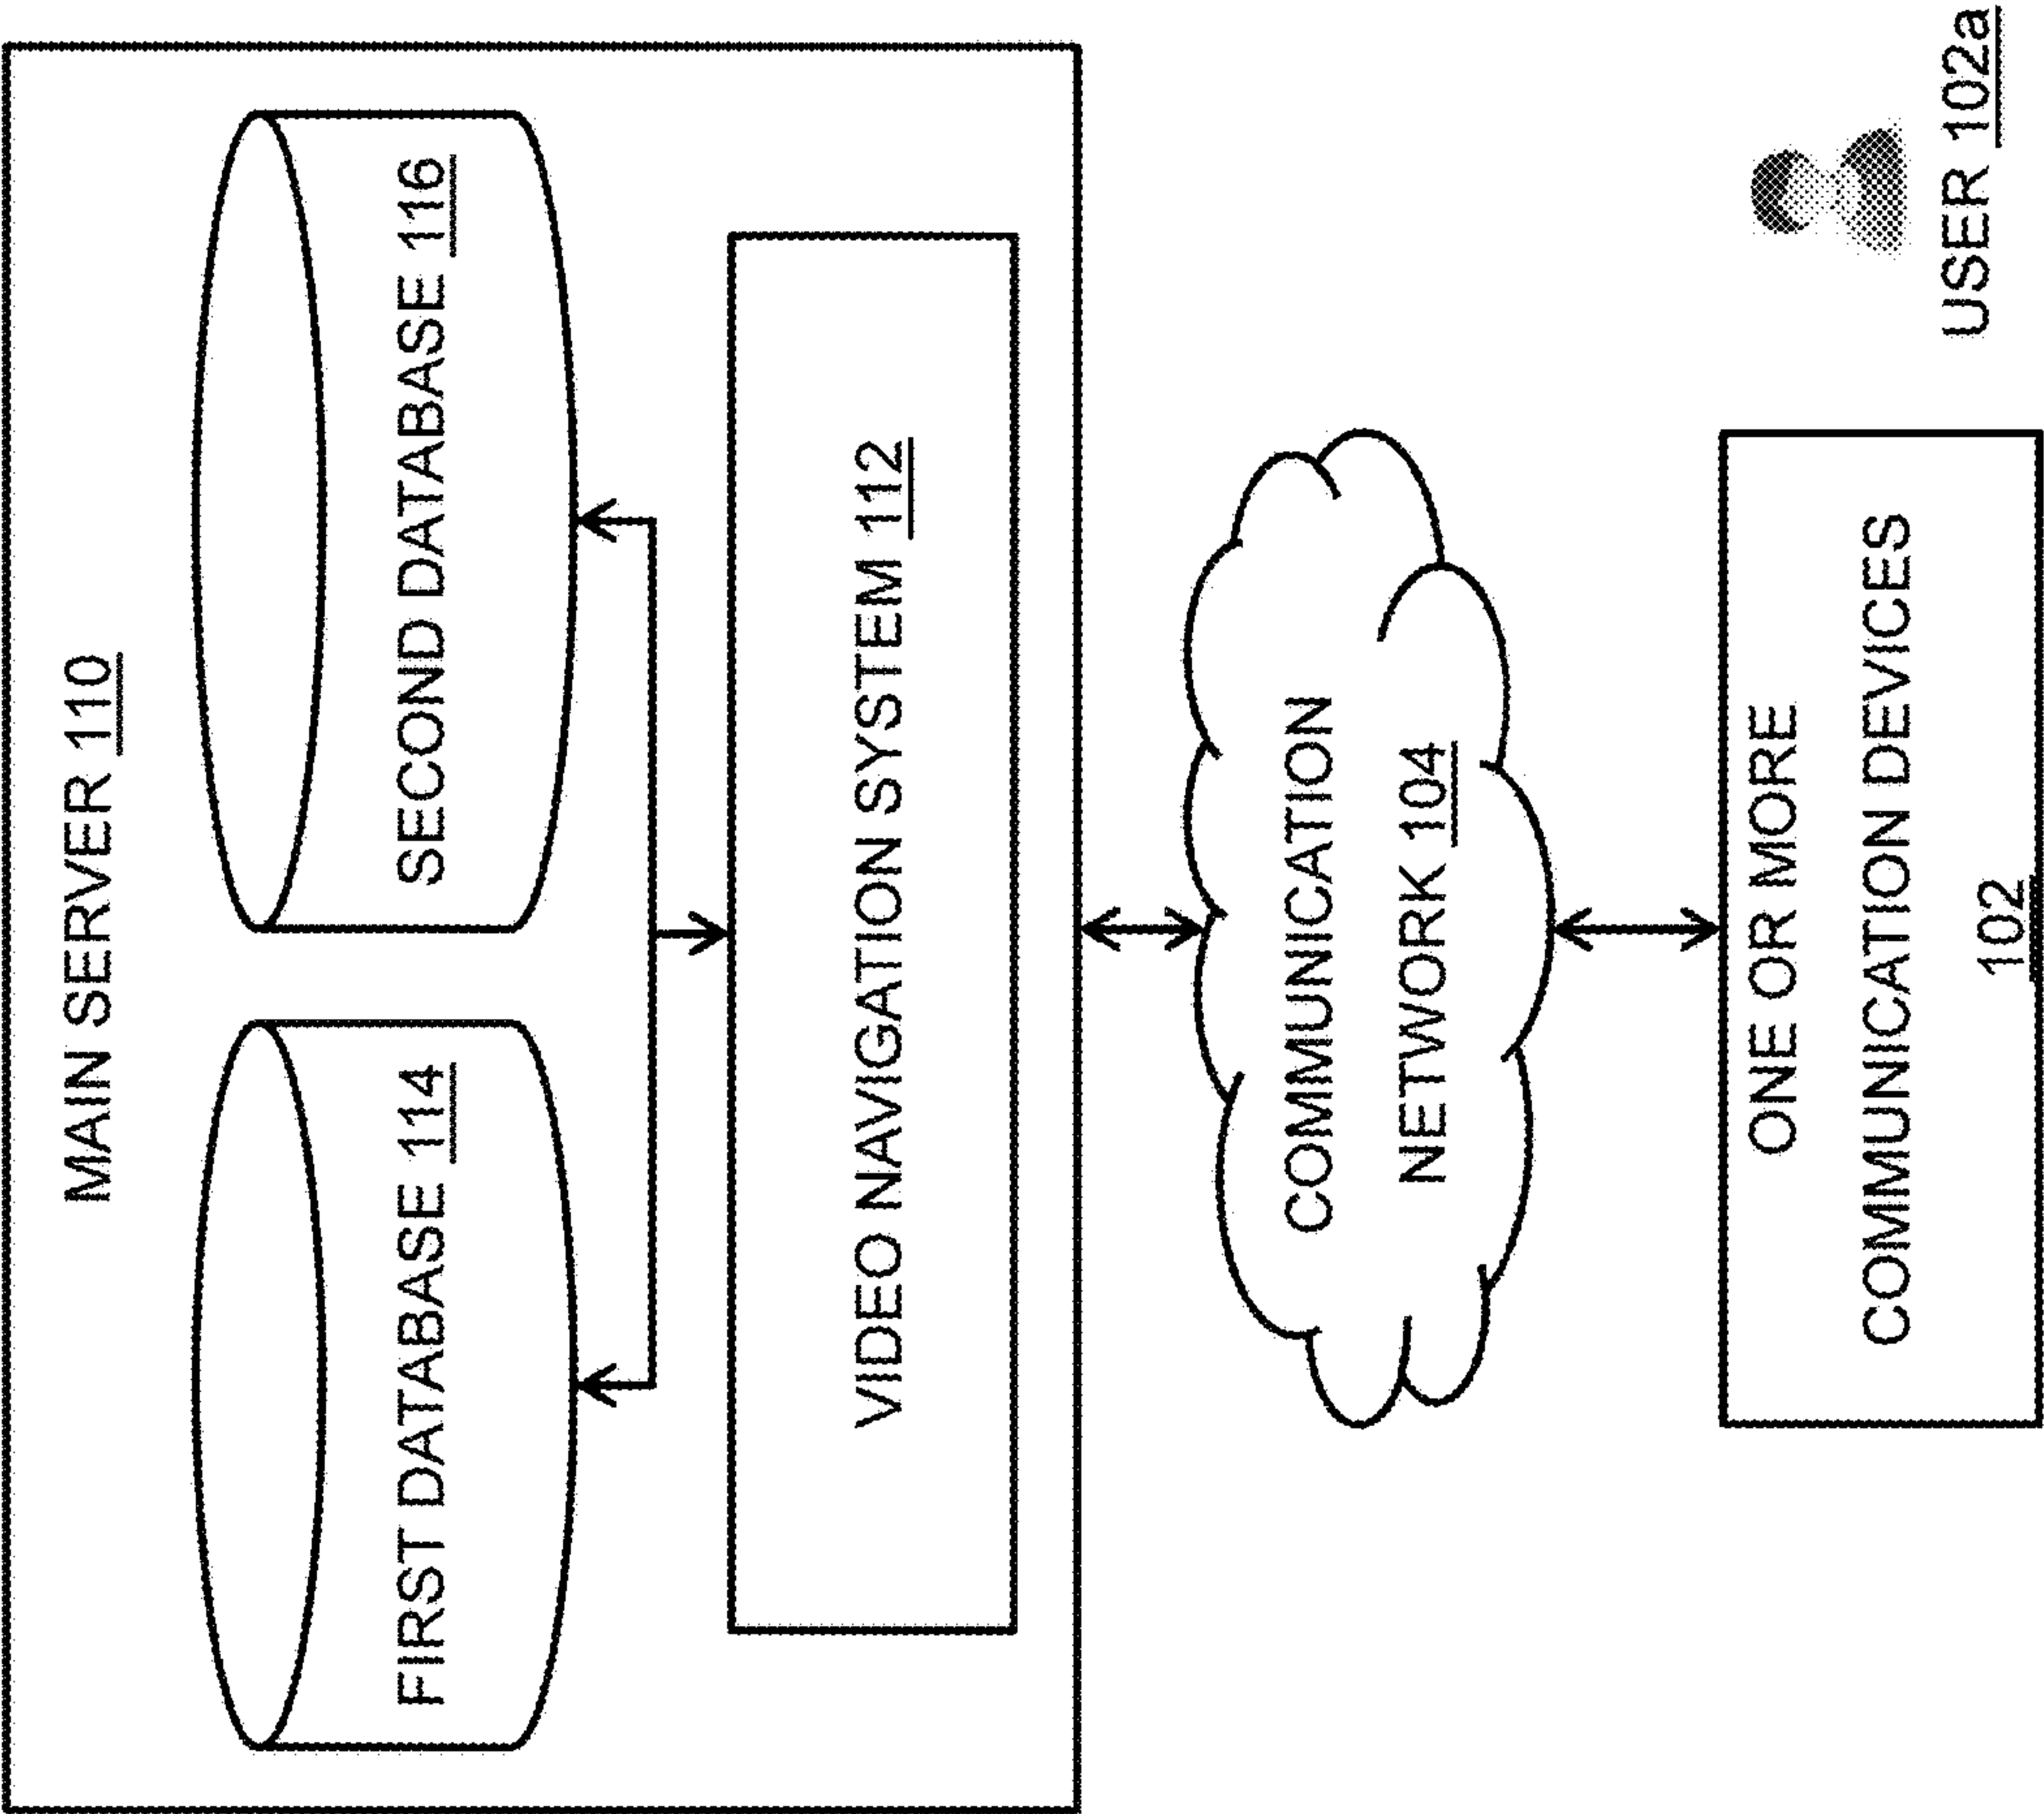 MAIN SERVER 110
FIRST DATABASE 114
SECOND DATABASE 116
VIDEO NAVIGATION SYSTEM 112
COMMUNICATION
NETWORK 104
ONE OR MORE
COMMUNICATION DEVICES
102
USER 102a